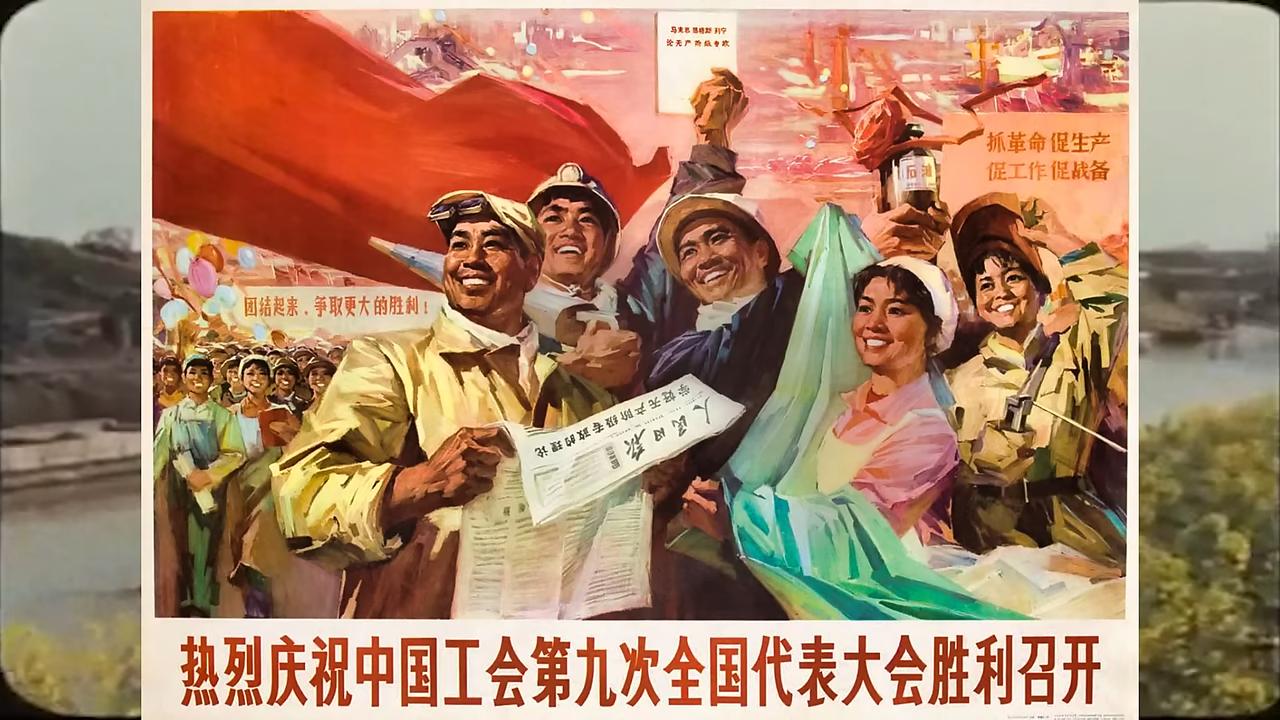 马克思 恩格斯 列宁
论无产阶级专政
抓革命 促生产
促工作 促战备
石油
团结起来，争取更大的胜利！
人民日报
学好无产阶级专政的理论
热烈庆祝中国工会第九次全国代表大会胜利召开